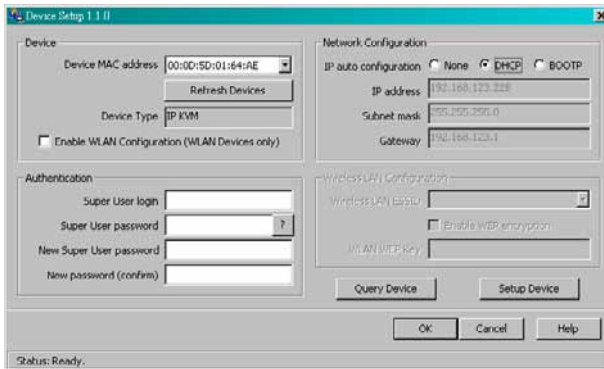 Device Setup 1.1.0
Device
Device MAC address 00:0D:5D:01:64:AE
Refresh Devices
Device Type IP KVM
Enable WLAN Configuration (WLAN Devices only)
Authentication
Super User login
Super User password ?
New Super User password
New password (confirm)
Network Configuration
IP auto configuration None DHCP BOOTP
IP address 192.168.123.228
Subnet mask 255.255.255.0
Gateway 192.168.123.1
Wireless LAN Configuration
Wireless LAN ESSID
Enable WEP encryption
WLAN WEP Key
Query Device Setup Device
OK Cancel Help
Status: Ready.